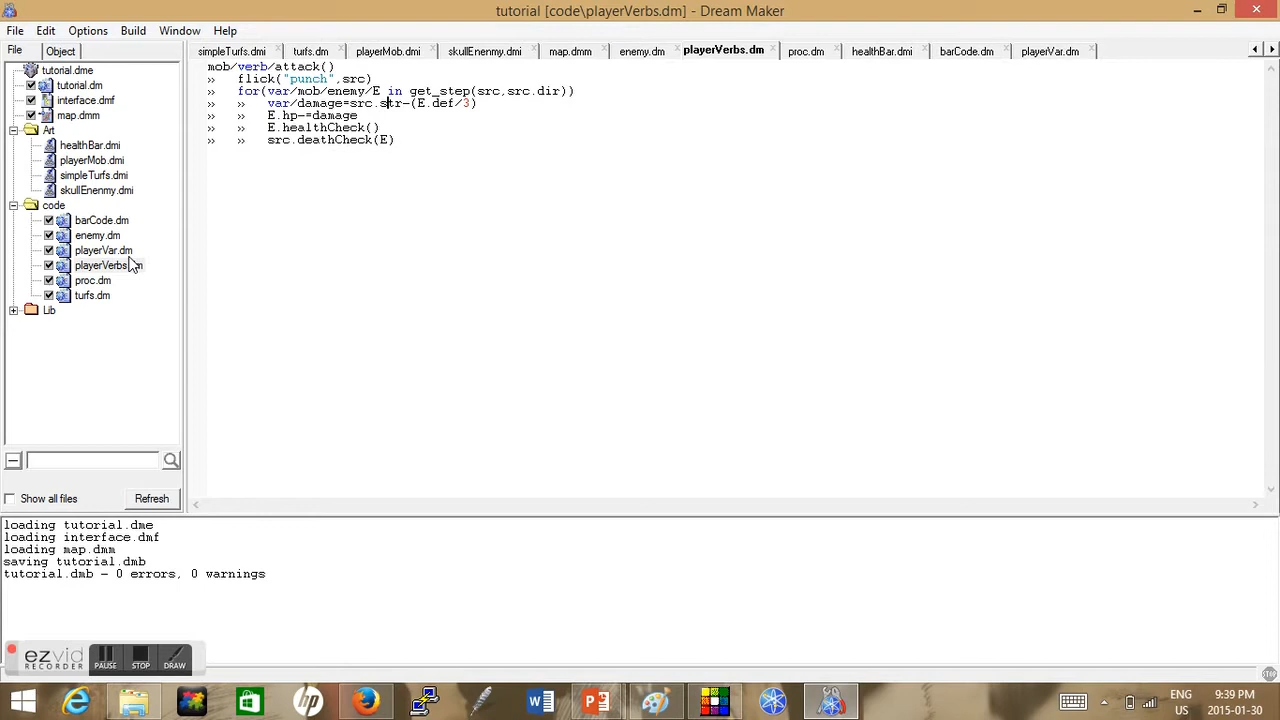 tutorial [code\playerVerbs.dm] - Dream Maker
File Edit Options Build Window Help
File Object
simpleTurfs.dmi turfs.dm playerMob.dmi skullEnenmy.dmi map.dmm enemy.dm playerVerbs.dm proc.dm healthBar.dmi barCode.dm playerVar.dm
tutorial.dme
tutorial.dm
interface.dmf
map.dmm
Art
healthBar.dmi
playerMob.dmi
simpleTurfs.dmi
skullEnenmy.dmi
code
barCode.dm
enemy.dm
playerVar.dm
playerVerbs.dm
proc.dm
turfs.dm
Lib
Show all files Refresh
mob/verb/attack()
» flick("punch",src)
» for(var/mob/enemy/E in get_step(src,src.dir))
» » var/damage=src.str-(E.def/3)
» » E.hp-=damage
» » E.healthCheck()
» » src.deathCheck(E)
loading tutorial.dme
loading interface.dmf
loading map.dmm
saving tutorial.dmb
tutorial.dmb - 0 errors, 0 warnings
ezvid
RECORDER
PAUSE STOP DRAW
ENG
US
9:39 PM
2015-01-30